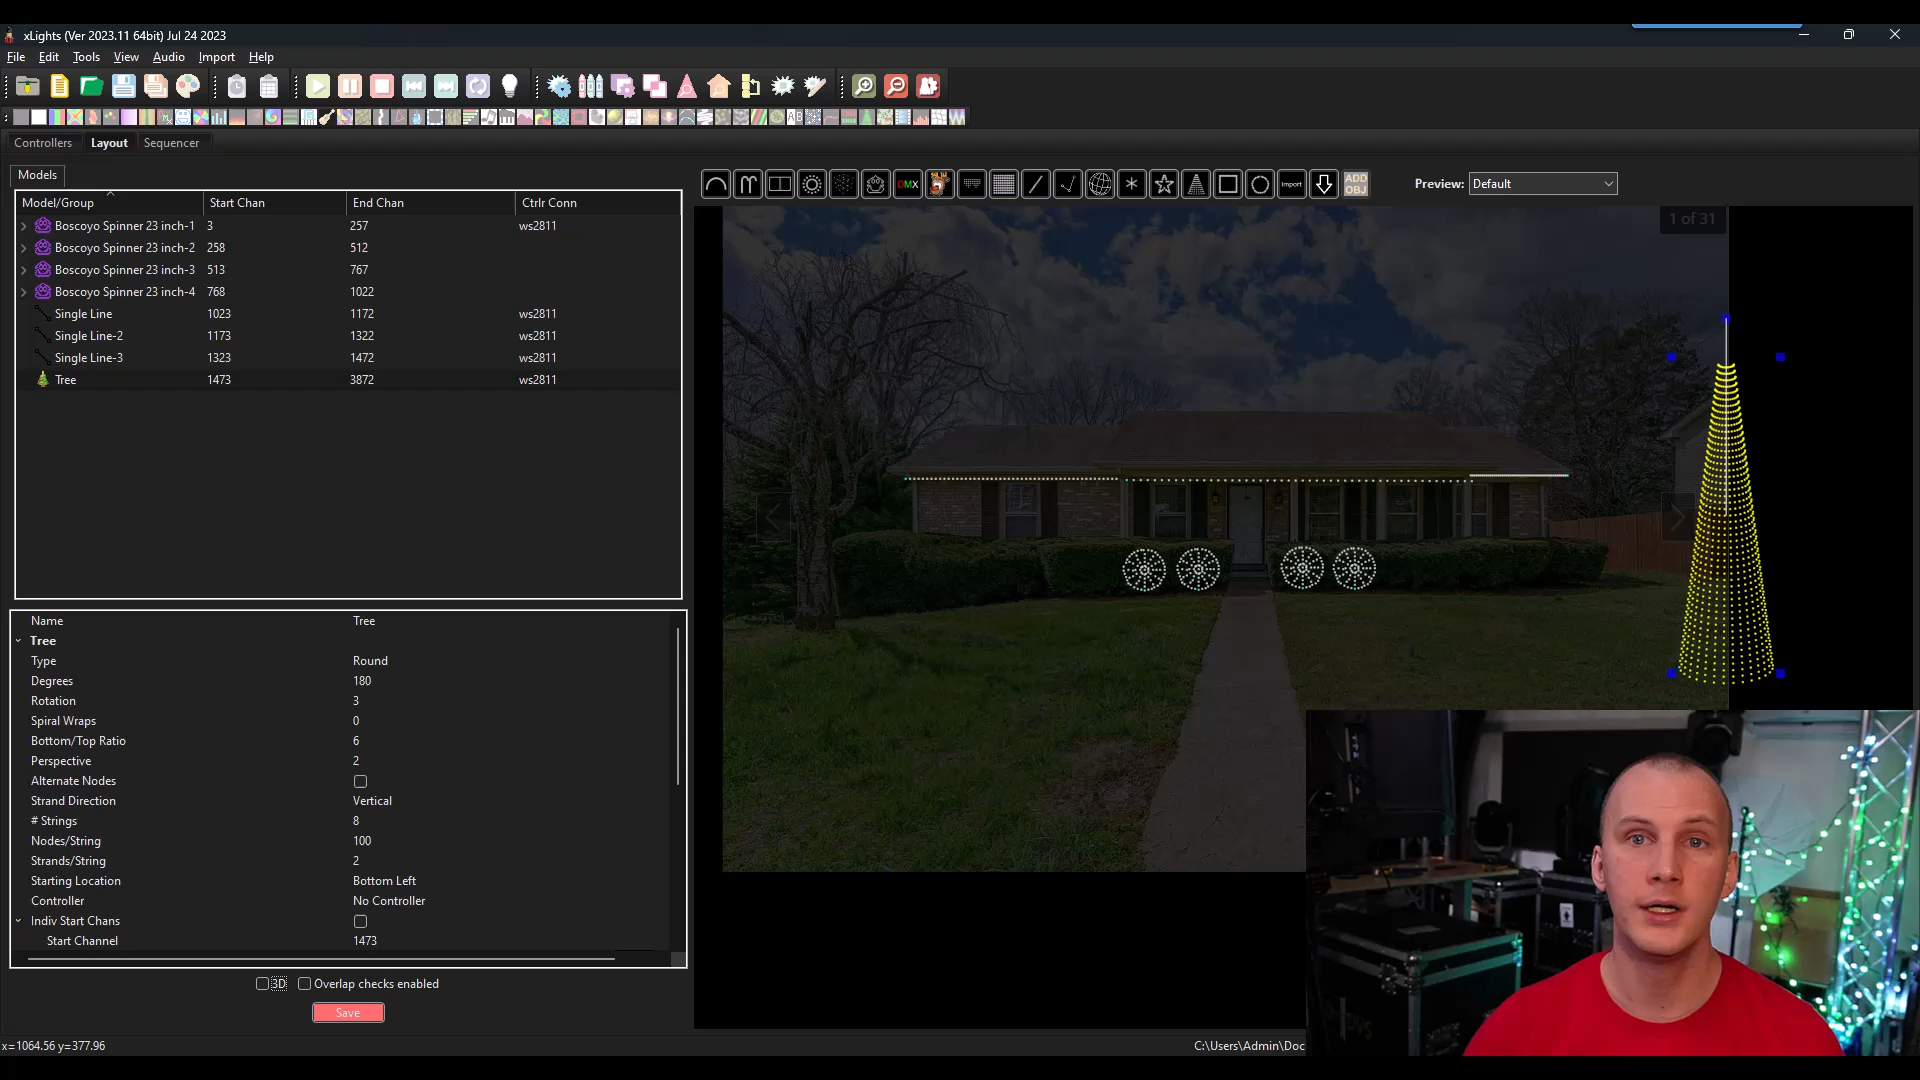 xLights (Ver 2023.11 64bit) Jul 24 2023
File Edit Tools View Audio Import Help
Controllers Layout Sequencer
Models
Model/Group Start Chan End Chan Ctrlr Conn
Boscoyo Spinner 23 inch-1 3 257 ws2811
Boscoyo Spinner 23 inch-2 258 512
Boscoyo Spinner 23 inch-3 513 767
Boscoyo Spinner 23 inch-4 768 1022
Single Line 1023 1172 ws2811
Single Line-2 1173 1322 ws2811
Single Line-3 1323 1472 ws2811
Tree 1473 3872 ws2811
DMX
Import
ADD
OBJ
Preview: Default
1 of 31
Name Tree
Tree
Type Round
Degrees 180
Rotation 3
Spiral Wraps 0
Bottom/Top Ratio 6
Perspective 2
Alternate Nodes
Strand Direction Vertical
# Strings 8
Nodes/String 100
Strands/String 2
Starting Location Bottom Left
Controller No Controller
Indiv Start Chans
Start Channel 1473
3D Overlap checks enabled
Save
x=1064.56 y=377.96
C:\Users\Admin\Doc